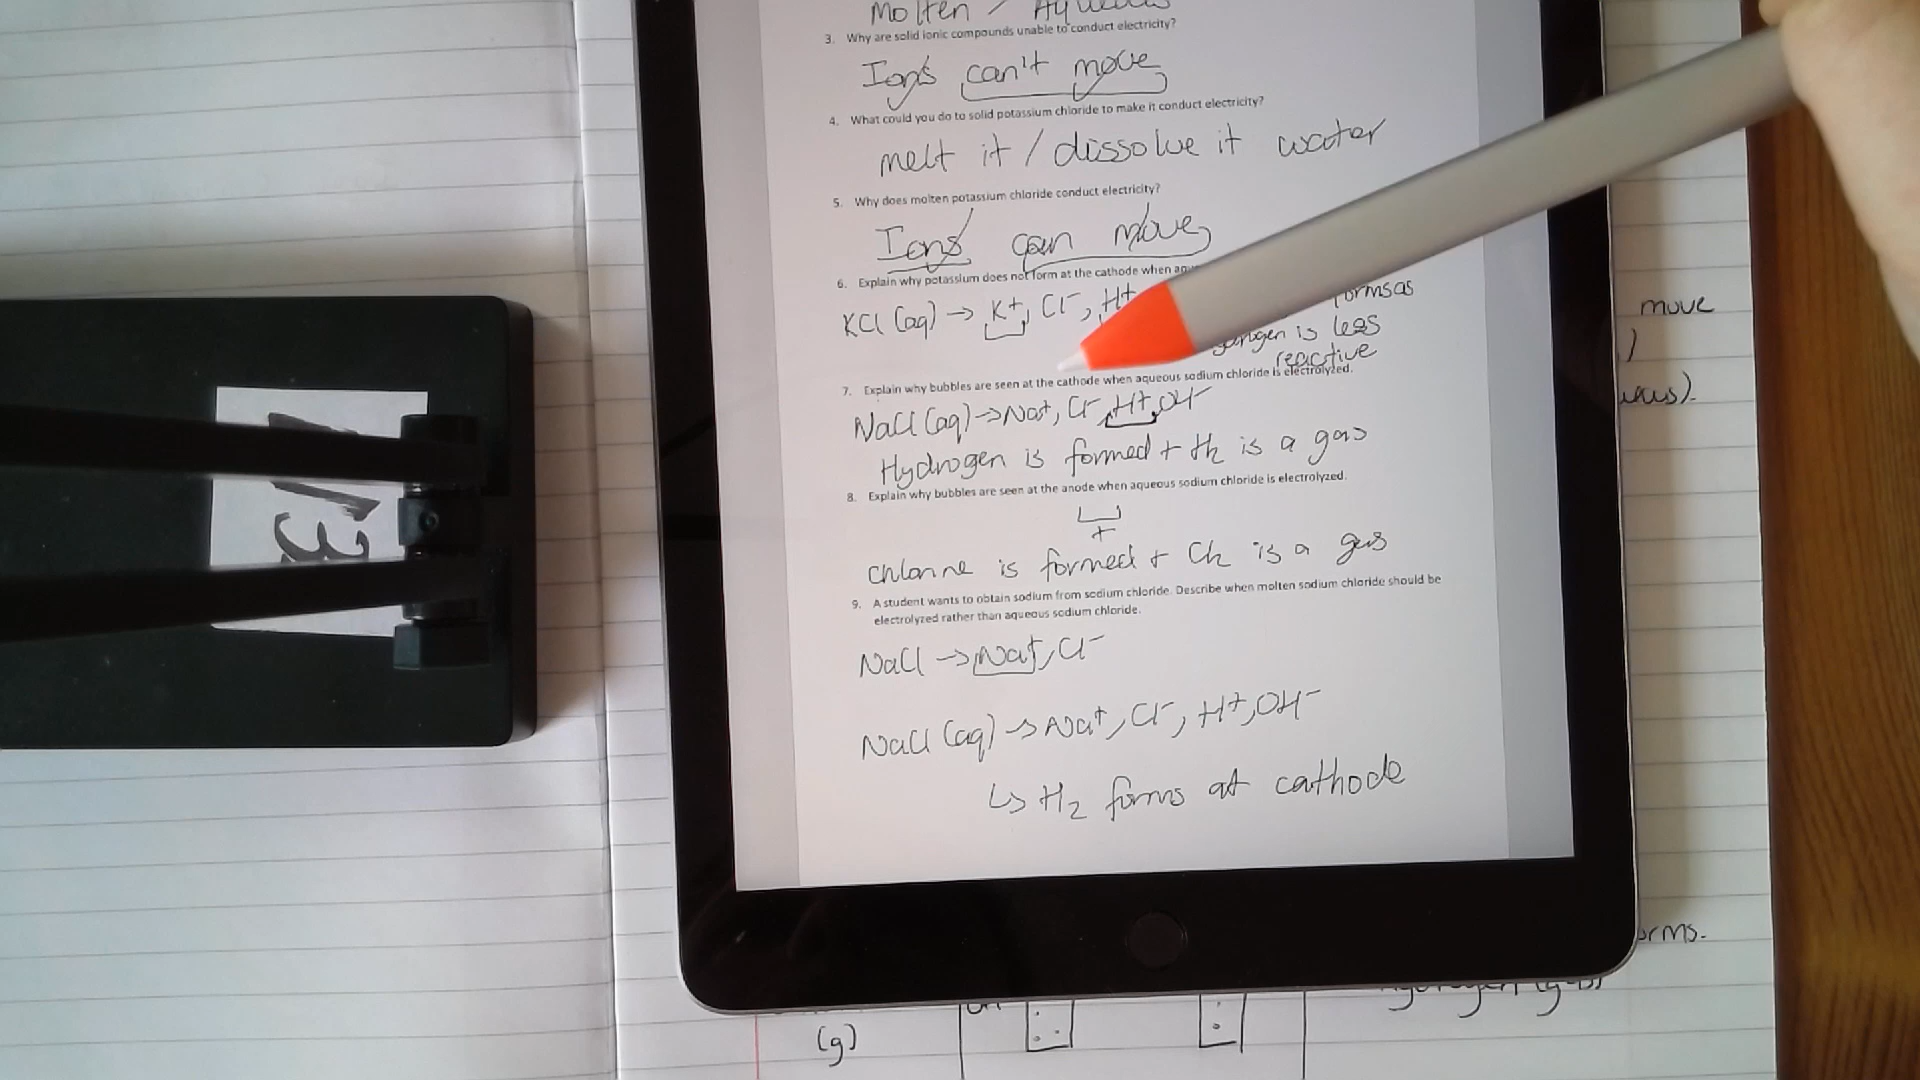 Molten /
3. Why are solid ionic compounds unable to conduct electricity?
Ions can't move
4. What could you do to solid potassium chloride to make it conduct electricity?
melt it / dissolve it water
5. Why does molten potassium chloride conduct electricity?
Ions can move
6. Explain why potassium does not form at the cathode when
KCl (aq) → K+, Cl-, H+
forms as
is less
reactive
7. Explain why bubbles are seen at the cathode when aqueous sodium chloride is electrolyzed.
NaCl (aq) → Na+, Cl-, H+, OH-
Hydrogen is formed + H2 is a gas
8. Explain why bubbles are seen at the anode when aqueous sodium chloride is electrolyzed.
+
chlorine is formed + Cl2 is a gas
9. A student wants to obtain sodium from sodium chloride. Describe when molten sodium chloride should be
electrolyzed rather than aqueous sodium chloride.
NaCl → Na+, Cl-
NaCl (aq) → Na+, Cl-, H+, OH-
↳ H2 forms at cathode
move
)
(g)
13